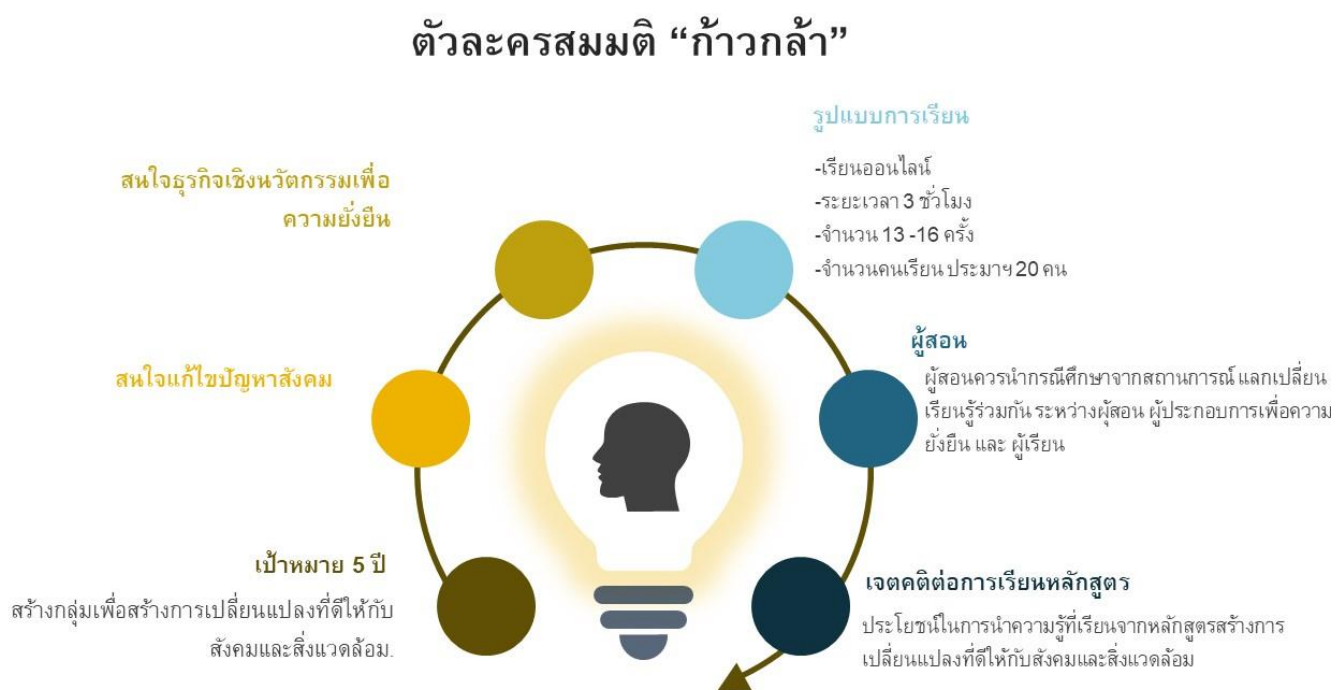 ตัวละครสมมติ “ก้าวกล้า”
สนใจธุรกิจเชิงนวัตกรรมเพื่อ
ความยั่งยืน
สนใจแก้ไขปัญหาสังคม
เป้าหมาย 5 ปี
สร้างกลุ่มเพื่อสร้างการเปลี่ยนแปลงที่ดีให้กับ
สังคมและสิ่งแวดล้อม.
รูปแบบการเรียน
-เรียนออนไลน์
-ระยะเวลา 3 ชั่วโมง
-จำนวน 13 -16 ครั้ง
-จำนวนคนเรียน ประมาฯ 20 คน
ผู้สอน
ผู้สอนควรนำกรณีศึกษาจากสถานการณ์ แลกเปลี่ยน
เรียนรู้ร่วมกัน ระหว่างผู้สอน ผู้ประกอบการเพื่อความ
ยั่งยืน และ ผู้เรียน
เจตคติต่อการเรียนหลักสูตร
ประโยชน์ในการนำความรู้ที่เรียนจากหลักสูตรสร้างการ
เปลี่ยนแปลงที่ดีให้กับสังคมและสิ่งแวดล้อม